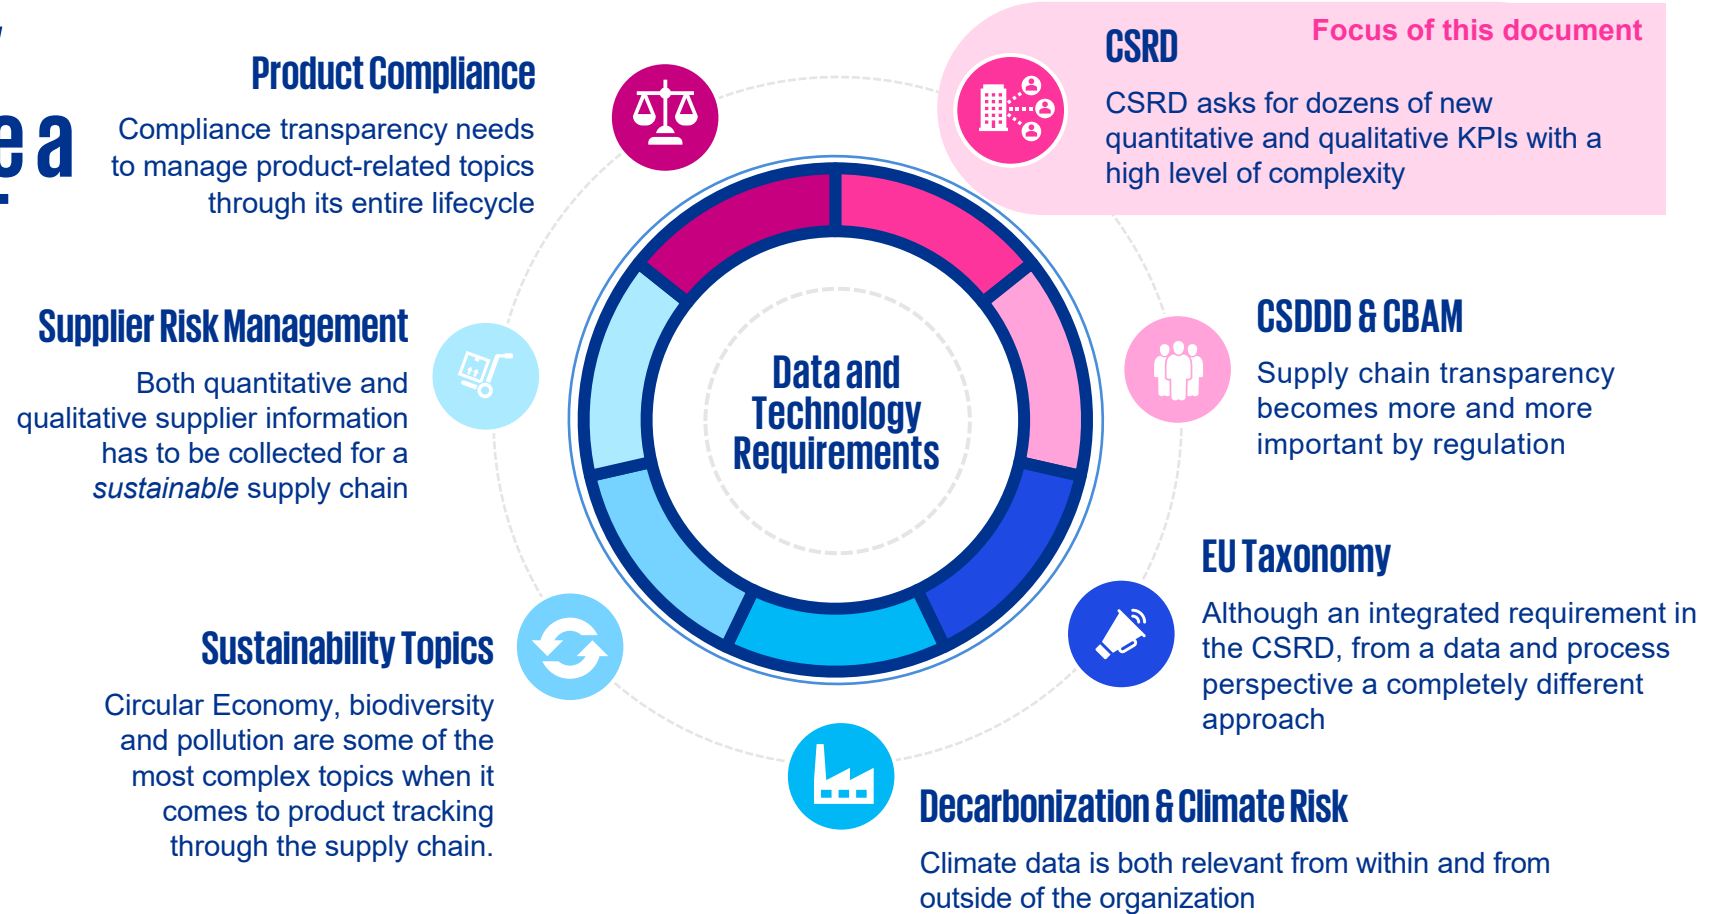 e a
Product Compliance
Compliance transparency needs
to manage product-related topics
through its entire lifecycle
Focus of this document
CSRD
CSRD asks for dozens of new
quantitative and qualitative KPIs with a
high level of complexity
Supplier Risk Management
Both quantitative and
qualitative supplier information
has to be collected for a
sustainable supply chain
Data and
Technology
Requirements
CSDDD & CBAM
Supply chain transparency
becomes more and more
important by regulation
EU Taxonomy
Although an integrated requirement in
the CSRD, from a data and process
perspective a completely different
approach
Sustainability Topics
Circular Economy, biodiversity
and pollution are some of the
most complex topics when it
comes to product tracking
through the supply chain.
Decarbonization & Climate Risk
Climate data is both relevant from within and from
outside of the organization